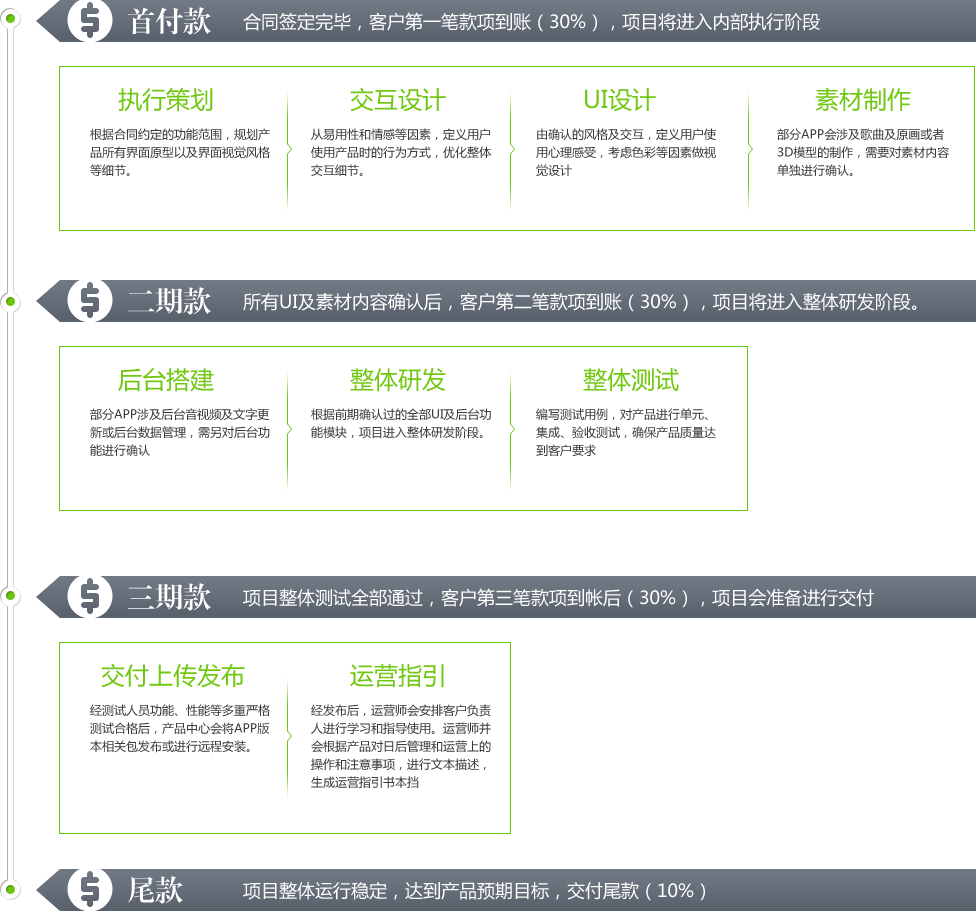 首付款 合同签定完毕，客户第一笔款项到账（30%），项目将进入内部执行阶段
执行策划
根据合同约定的功能范围，规划产
品所有界面原型以及界面视觉风格
等细节。
交互设计
从易用性和情感等因素，定义用户
使用产品时的行为方式，优化整体
交互细节。
UI设计
由确认的风格及交互，定义用户使
用心理感受，考虑色彩等因素做视
觉设计
素材制作
部分APP会涉及歌曲及原画或者
3D模型的制作，需要对素材内容
单独进行确认。
二期款 所有UI及素材内容确认后，客户第二笔款项到账（30%），项目将进入整体研发阶段。
后台搭建
部分APP涉及后台音视频及文字更
新或后台数据管理，需另对后台功
能进行确认
整体研发
根据前期确认过的全部UI及后台功
能模块，项目进入整体研发阶段。
整体测试
编写测试用例，对产品进行单元、
集成、验收测试，确保产品质量达
到客户要求
三期款 项目整体测试全部通过，客户第三笔款项到帐后（30%），项目会准备进行交付
交付上传发布
经测试人员功能、性能等多重严格
测试合格后，产品中心会将APP版
本相关包发布或进行远程安装。
运营指引
经发布后，运营师会安排客户负责
人进行学习和指导使用。运营师并
会根据产品对日后管理和运营上的
操作和注意事项，进行文本描述，
生成运营指引书本挡
尾款 项目整体运行稳定，达到产品预期目标，交付尾款（10%）